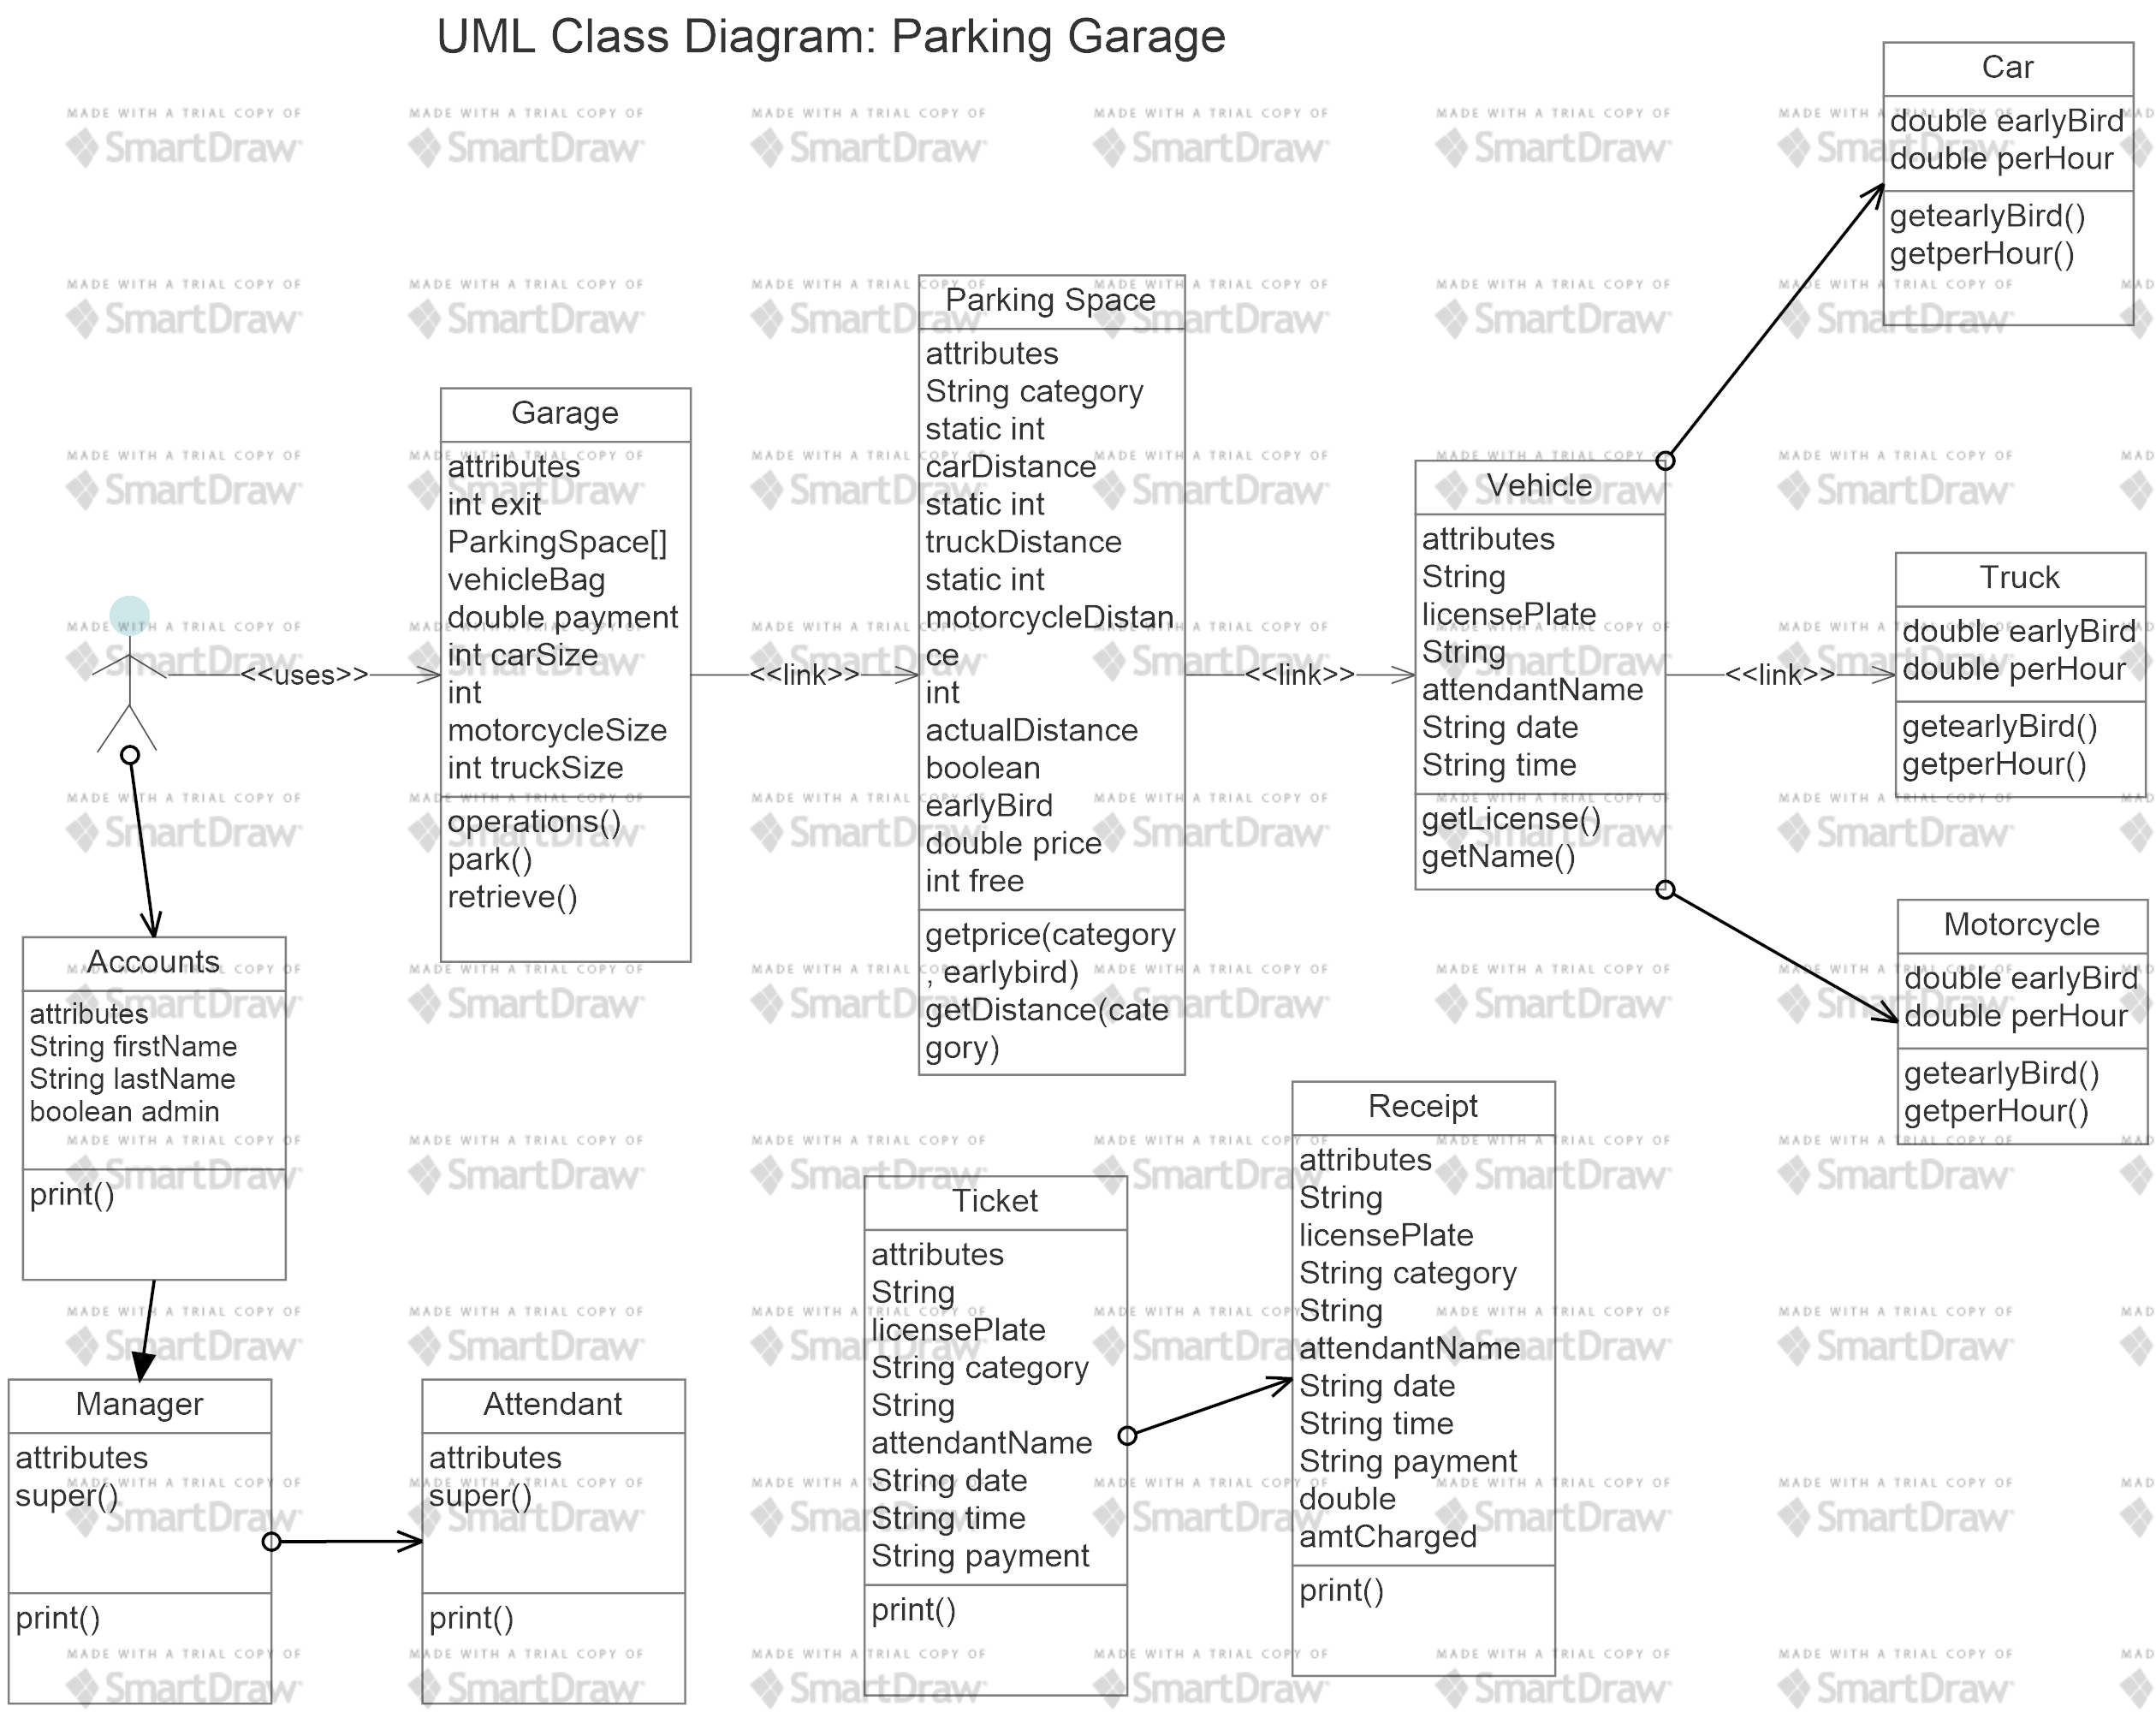 UML Class Diagram: Parking Garage
Car
double earlyBird
double perHour
getearlyBird()
getperHour()
Parking Space
attributes
String category
static int
carDistance
static int
truckDistance
static int
motorcycleDistan
ce
int
actualDistance
boolean
earlyBird
double price
int free
getprice(category
, earlybird)
getDistance(cate
gory)
Garage
attributes
int exit
ParkingSpace[]
vehicleBag
double payment
int carSize
int
motorcycleSize
int truckSize
operations()
park()
retrieve()
Vehicle
attributes
String
licensePlate
String
attendantName
String date
String time
getLicense()
getName()
Truck
double earlyBird
double perHour
getearlyBird()
getperHour()
<<uses>>
<<link>>
<<link>>
<<link>>
Motorcycle
double earlyBird
double perHour
getearlyBird()
getperHour()
Accounts
attributes
String firstName
String lastName
boolean admin
print()
Receipt
attributes
String
licensePlate
String category
String
attendantName
String date
String time
String payment
double
amtCharged
print()
Ticket
attributes
String
licensePlate
String category
String
attendantName
String date
String time
String payment
print()
Manager
attributes
super()
print()
Attendant
attributes
super()
print()
MADE WITH A TRIAL COPY OF
SmartDraw